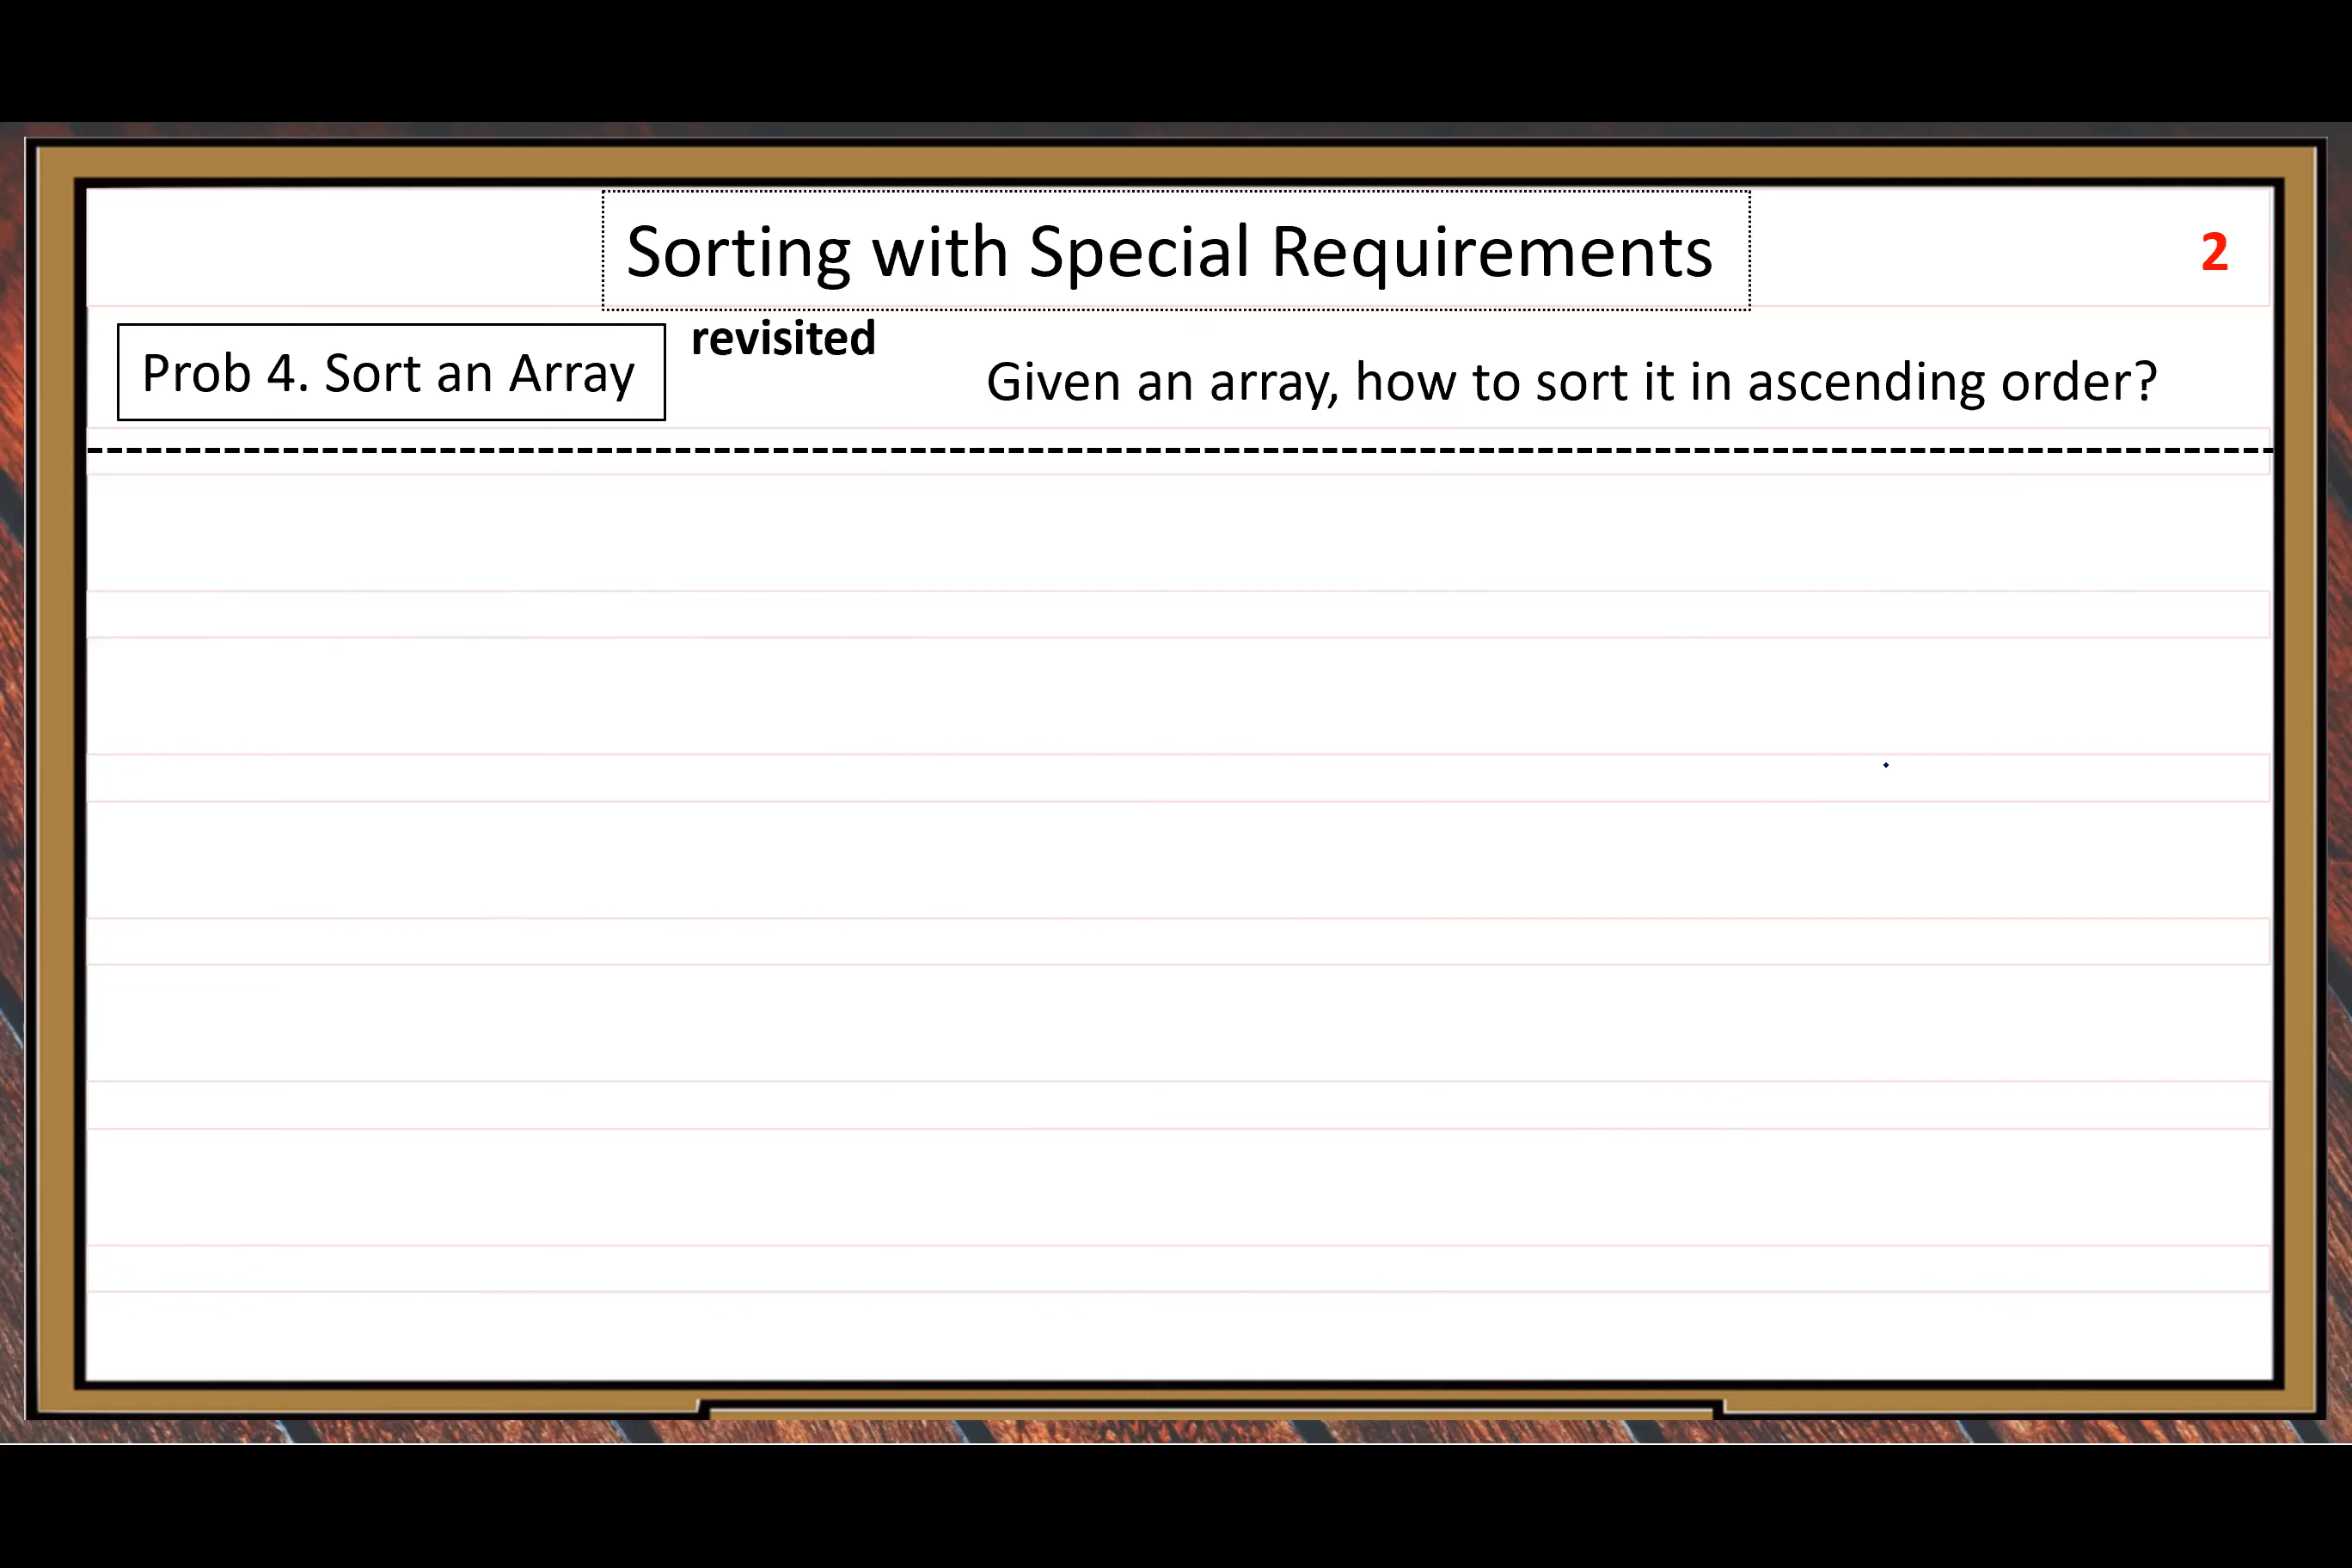 Sorting with Special Requirements
2
Prob 4. Sort an Array
revisited
Given an array, how to sort it in ascending order?